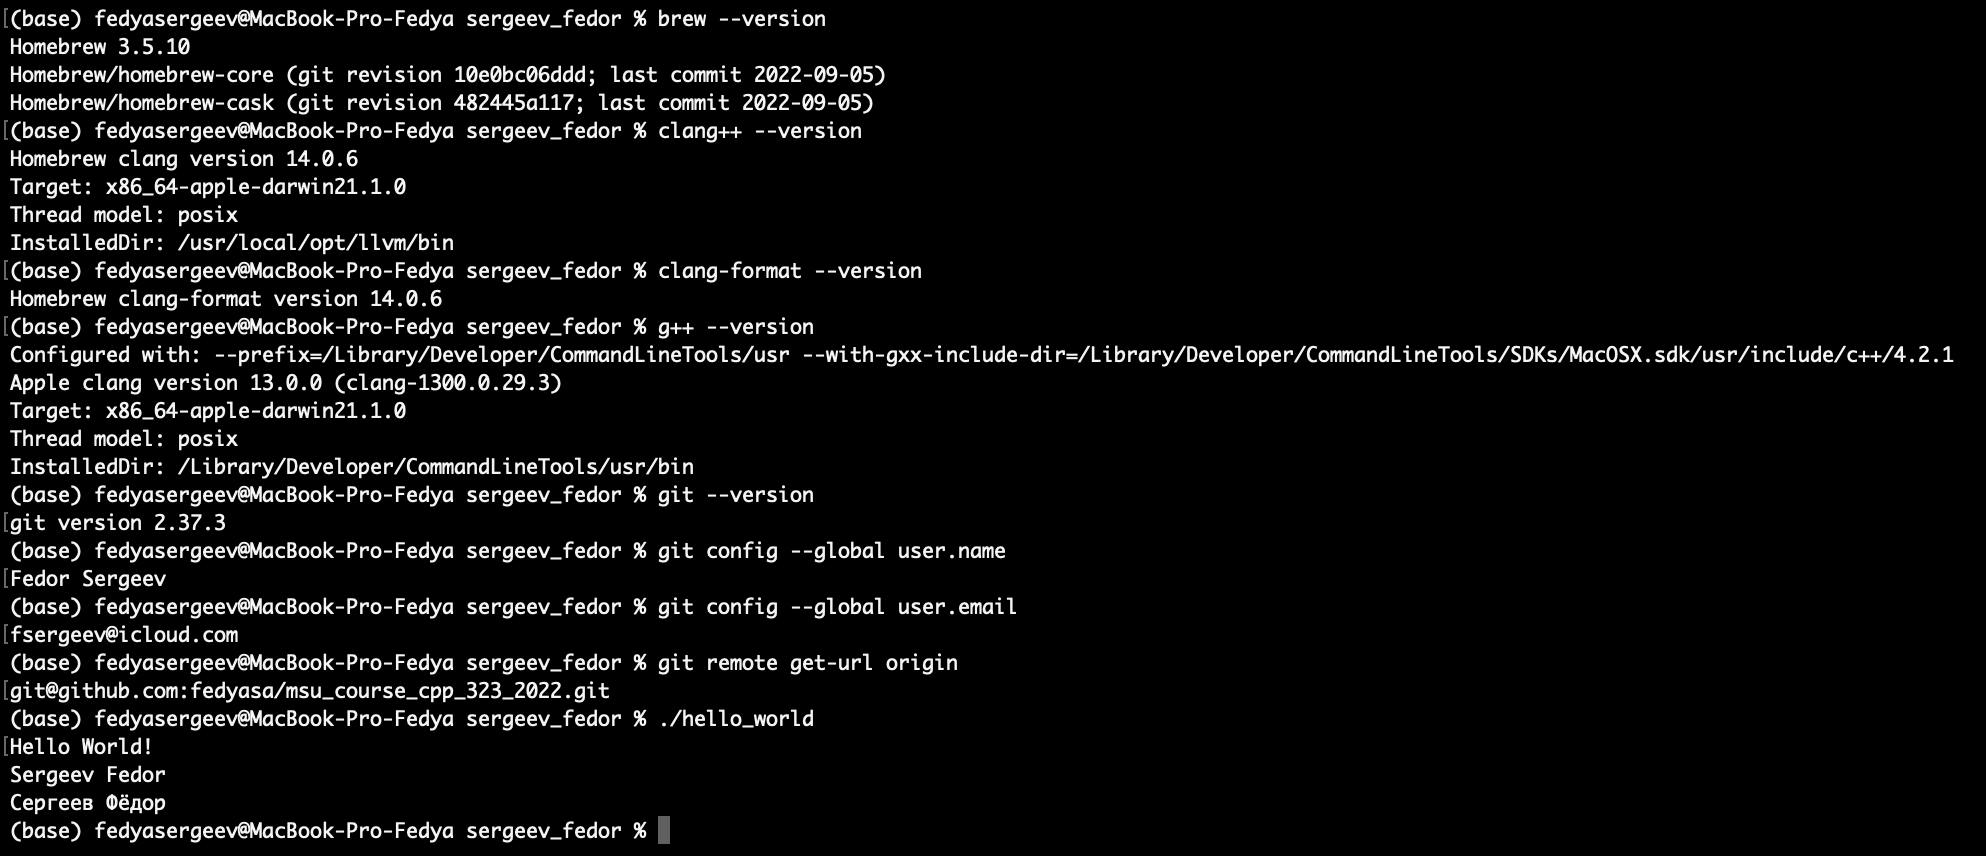 (base) fedyasergeev@MacBook-Pro-Fedya sergeev_fedor % brew --version
Homebrew 3.5.10
Homebrew/homebrew-core (git revision 10e0bc06ddd; last commit 2022-09-05)
Homebrew/homebrew-cask (git revision 482445a117; last commit 2022-09-05)
(base) fedyasergeev@MacBook-Pro-Fedya sergeev_fedor % clang++ --version
Homebrew clang version 14.0.6
Target: x86_64-apple-darwin21.1.0
Thread model: posix
InstalledDir: /usr/local/opt/llvm/bin
(base) fedyasergeev@MacBook-Pro-Fedya sergeev_fedor % clang-format --version
Homebrew clang-format version 14.0.6
(base) fedyasergeev@MacBook-Pro-Fedya sergeev_fedor % g++ --version
Configured with: --prefix=/Library/Developer/CommandLineTools/usr --with-gxx-include-dir=/Library/Developer/CommandLineTools/SDKs/MacOSX.sdk/usr/include/c++/4.2.1
Apple clang version 13.0.0 (clang-1300.0.29.3)
Target: x86_64-apple-darwin21.1.0
Thread model: posix
InstalledDir: /Library/Developer/CommandLineTools/usr/bin
(base) fedyasergeev@MacBook-Pro-Fedya sergeev_fedor % git --version
git version 2.37.3
(base) fedyasergeev@MacBook-Pro-Fedya sergeev_fedor % git config --global user.name
Fedor Sergeev
(base) fedyasergeev@MacBook-Pro-Fedya sergeev_fedor % git config --global user.email
fsergeev@icloud.com
(base) fedyasergeev@MacBook-Pro-Fedya sergeev_fedor % git remote get-url origin
git@github.com:fedyasa/msu_course_cpp_323_2022.git
(base) fedyasergeev@MacBook-Pro-Fedya sergeev_fedor % ./hello_world
Hello World!
Sergeev Fedor
Сергеев Фёдор
(base) fedyasergeev@MacBook-Pro-Fedya sergeev_fedor %